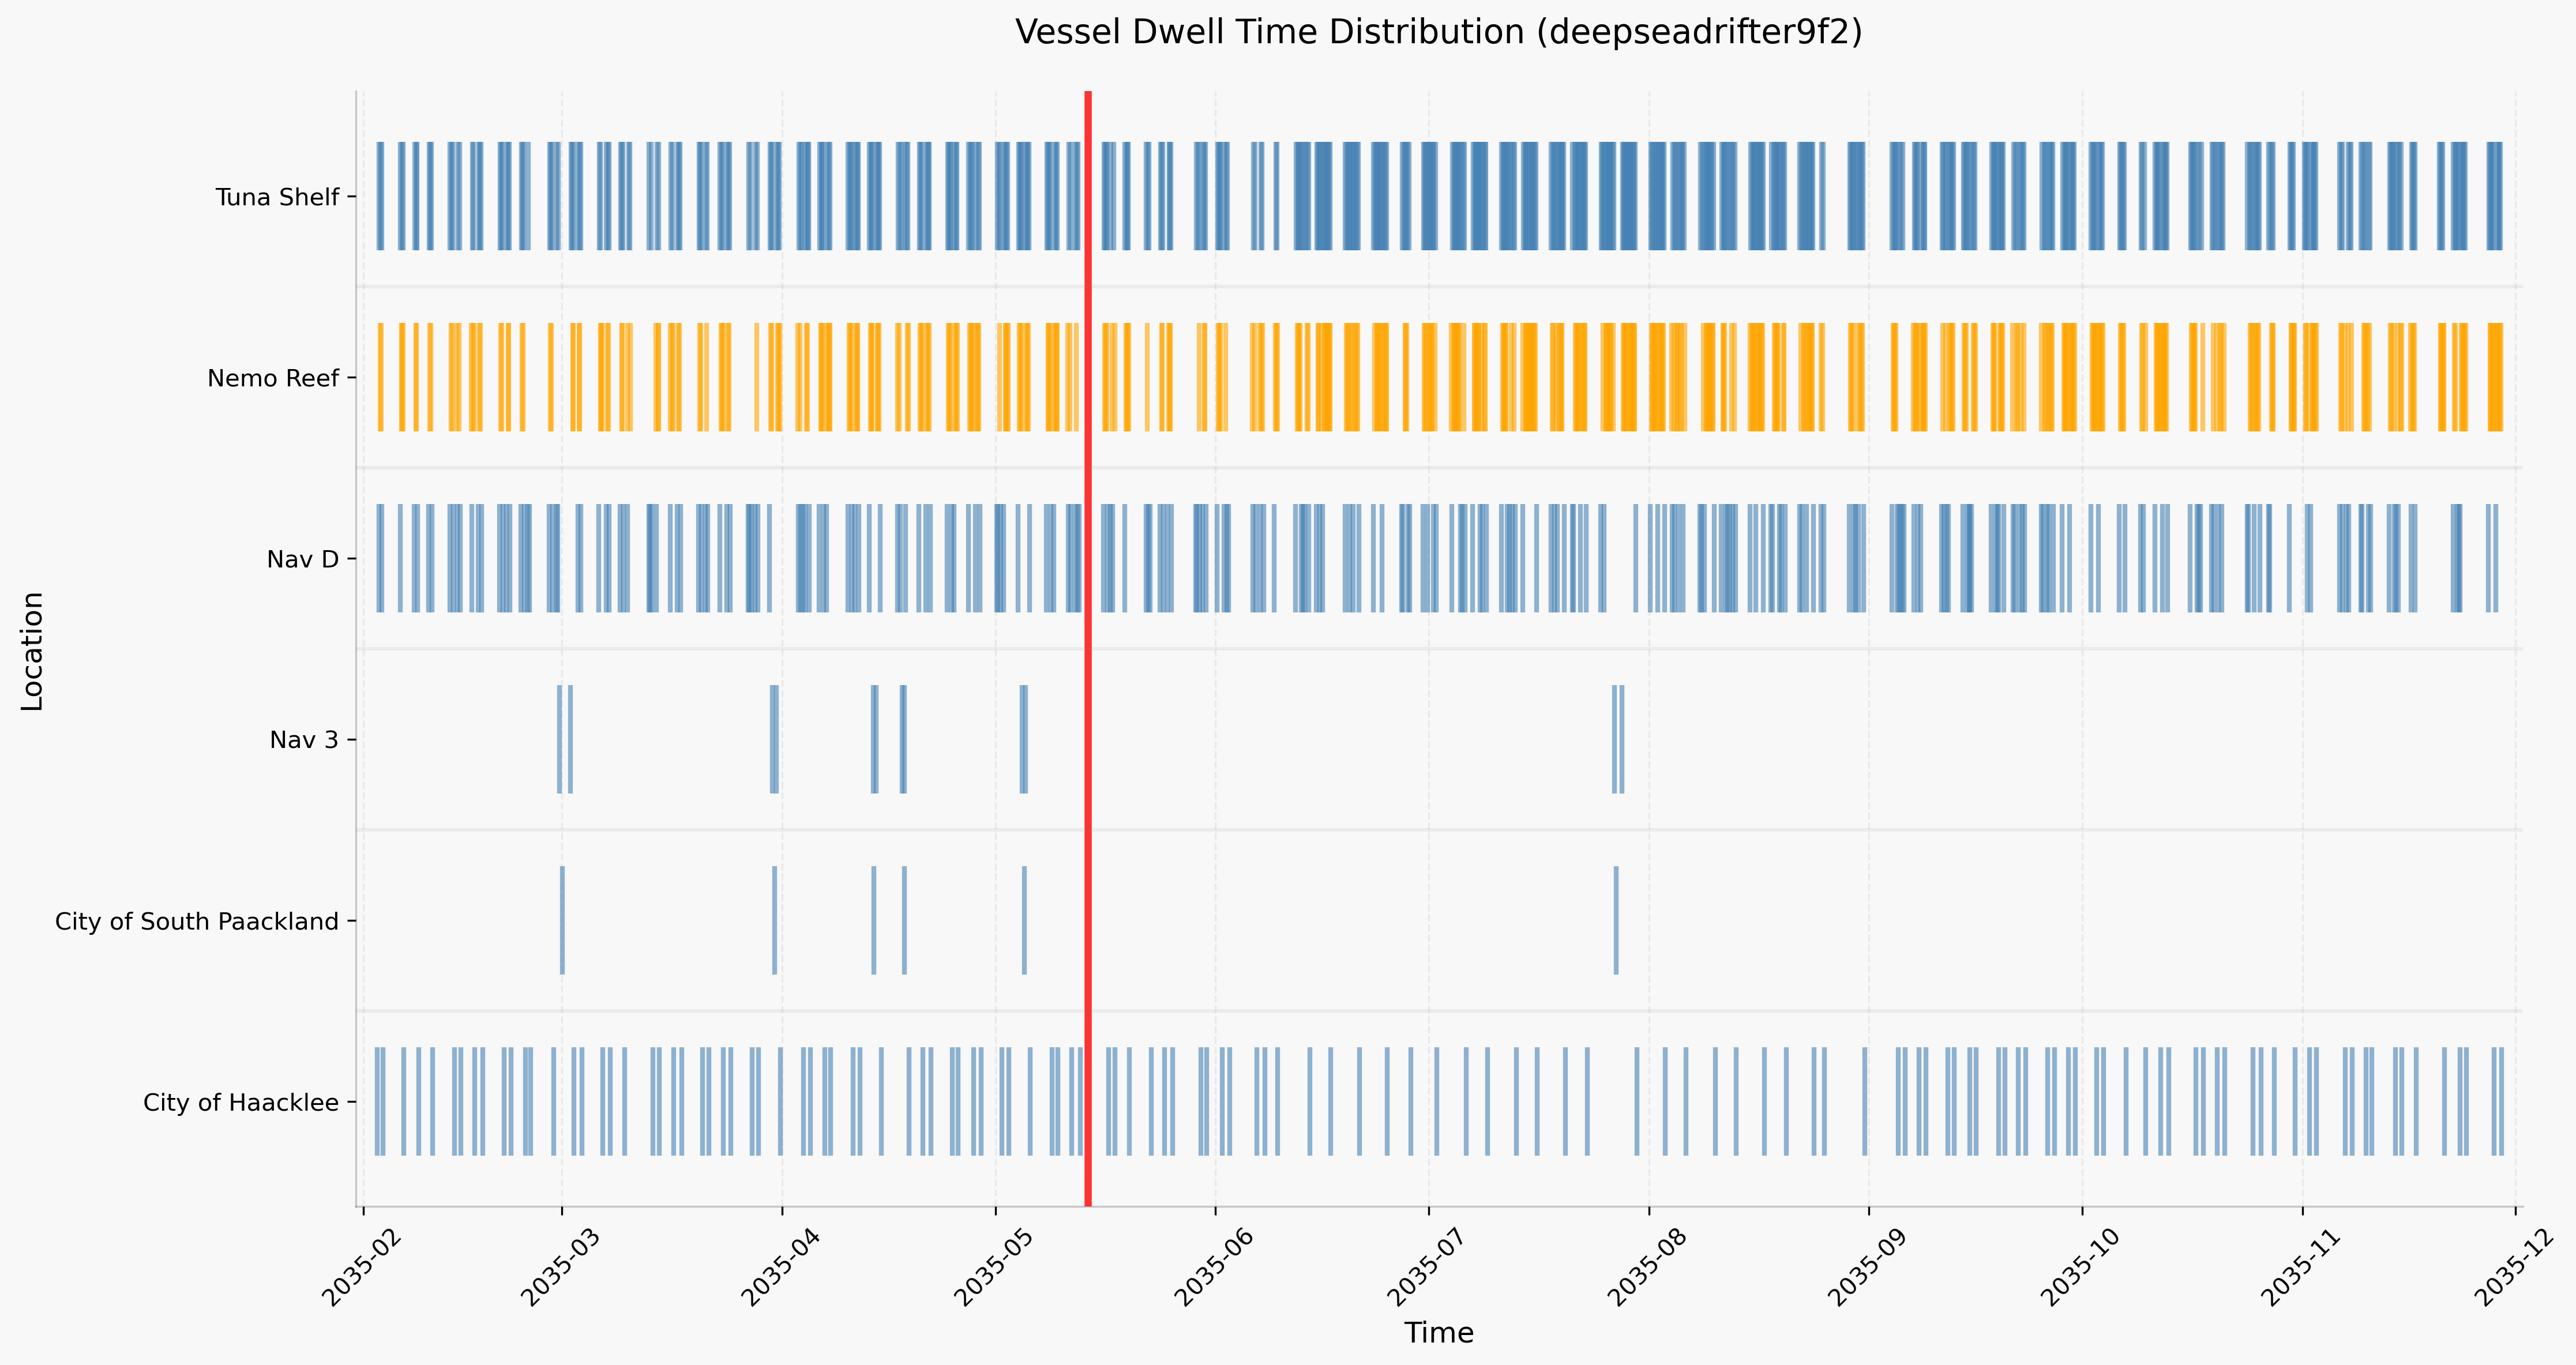 Vessel Dwell Time Distribution (deepseadrifter9f2)
Location
Tuna Shelf
Nemo Reef
Nav D
Nav 3
City of South Paackland
City of Haacklee
2035-02
2035-03
2035-04
2035-05
2035-06
2035-07
2035-08
2035-09
2035-10
2035-11
2035-12
Time